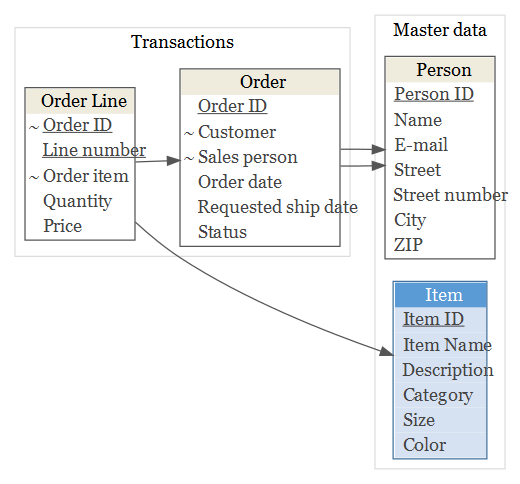 Transactions
Order Line
~ Order ID
Line number
~ Order item
Quantity
Price
Order
Order ID
~ Customer
~ Sales person
Order date
Requested ship date
Status
Master data
Person
Person ID
Name
E-mail
Street
Street number
City
ZIP
Item
Item ID
Item Name
Description
Category
Size
Color